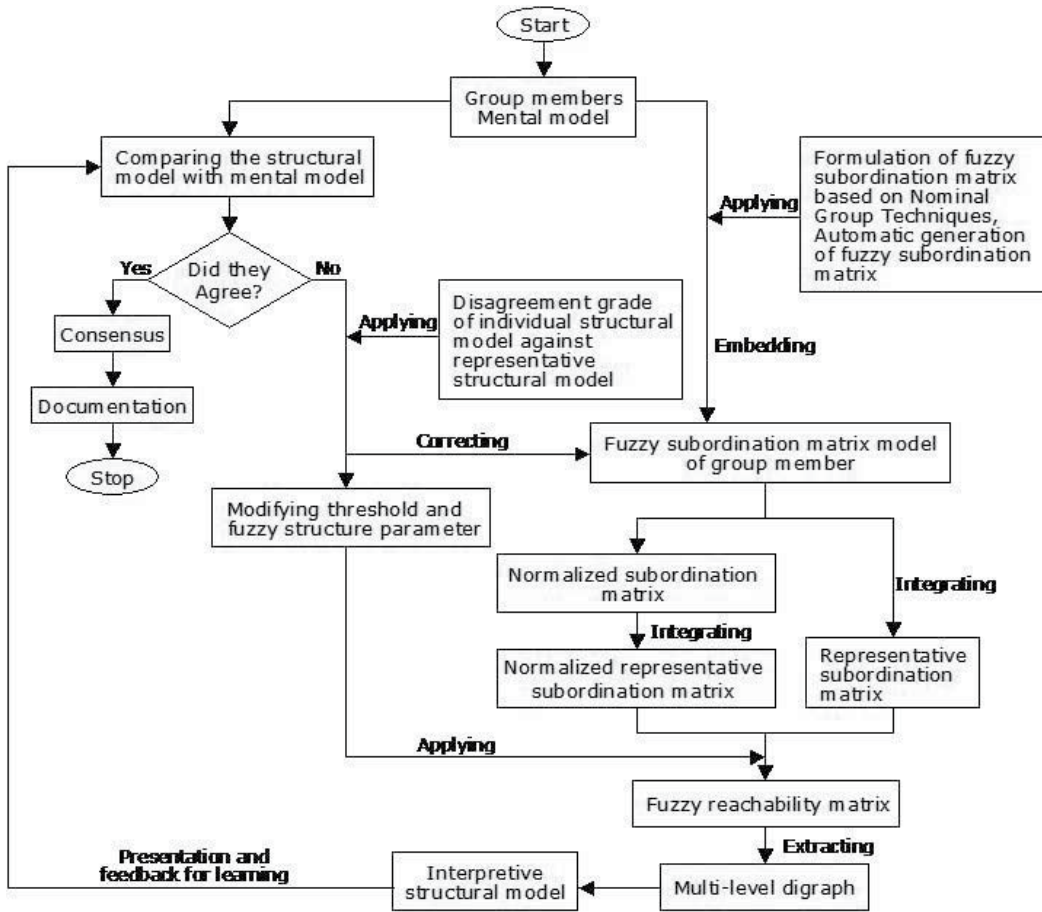 Start
Group members
Mental model
Comparing the structural
model with mental model
Formulation of fuzzy
subordination matrix
based on Nominal
Group Techniques,
Automatic generation
of fuzzy subordination
matrix
Applying
Yes
Did they
Agree?
No
Applying
Disagreement grade
of individual structural
model against
representative
structural model
Embedding
Consensus
Documentation
Stop
Correcting
Fuzzy subordination matrix model
of group member
Modifying threshold and
fuzzy structure parameter
Normalized subordination
matrix
Integrating
Integrating
Normalized representative
subordination matrix
Representative
subordination
matrix
Applying
Fuzzy reachability matrix
Extracting
Multi-level digraph
Interpretive
structural model
Presentation and
feedback for learning